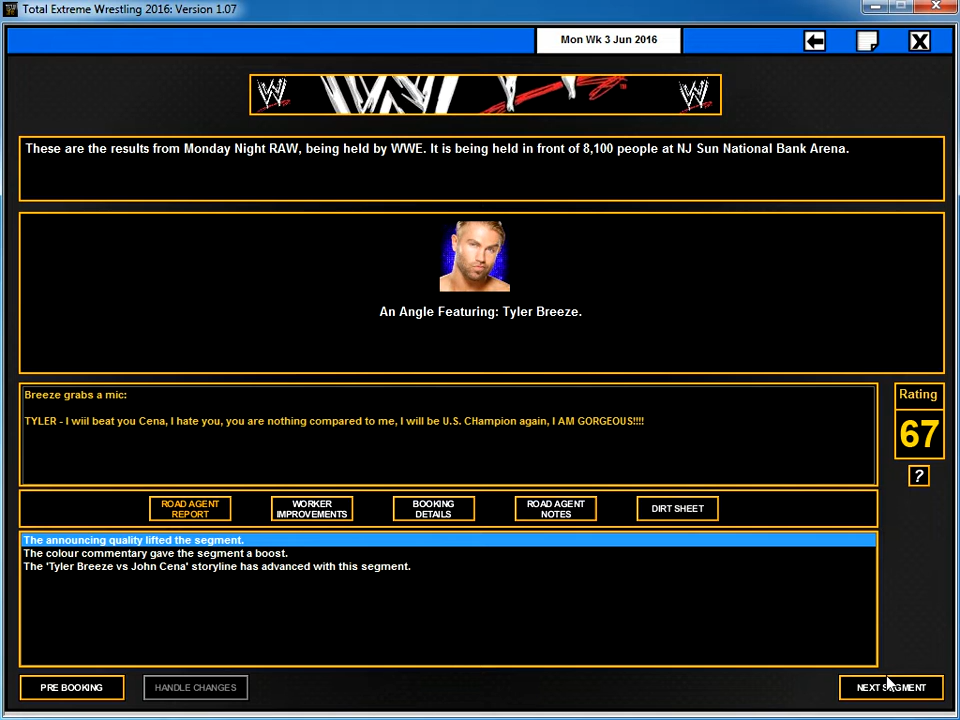 Total Extreme Wrestling 2016: Version 1.07
Mon Wk 3 Jun 2016
These are the results from Monday Night RAW, being held by WWE. It is being held in front of 8,100 people at NJ Sun National Bank Arena.
An Angle Featuring: Tyler Breeze.
Breeze grabs a mic:
TYLER - I wiil beat you Cena, I hate you, you are nothing compared to me, I will be U.S. CHampion again, I AM GORGEOUS!!!!
Rating
67
?
ROAD AGENT REPORT
WORKER IMPROVEMENTS
BOOKING DETAILS
ROAD AGENT NOTES
DIRT SHEET
The announcing quality lifted the segment.
The colour commentary gave the segment a boost.
The 'Tyler Breeze vs John Cena' storyline has advanced with this segment.
PRE BOOKING
HANDLE CHANGES
NEXT SEGMENT